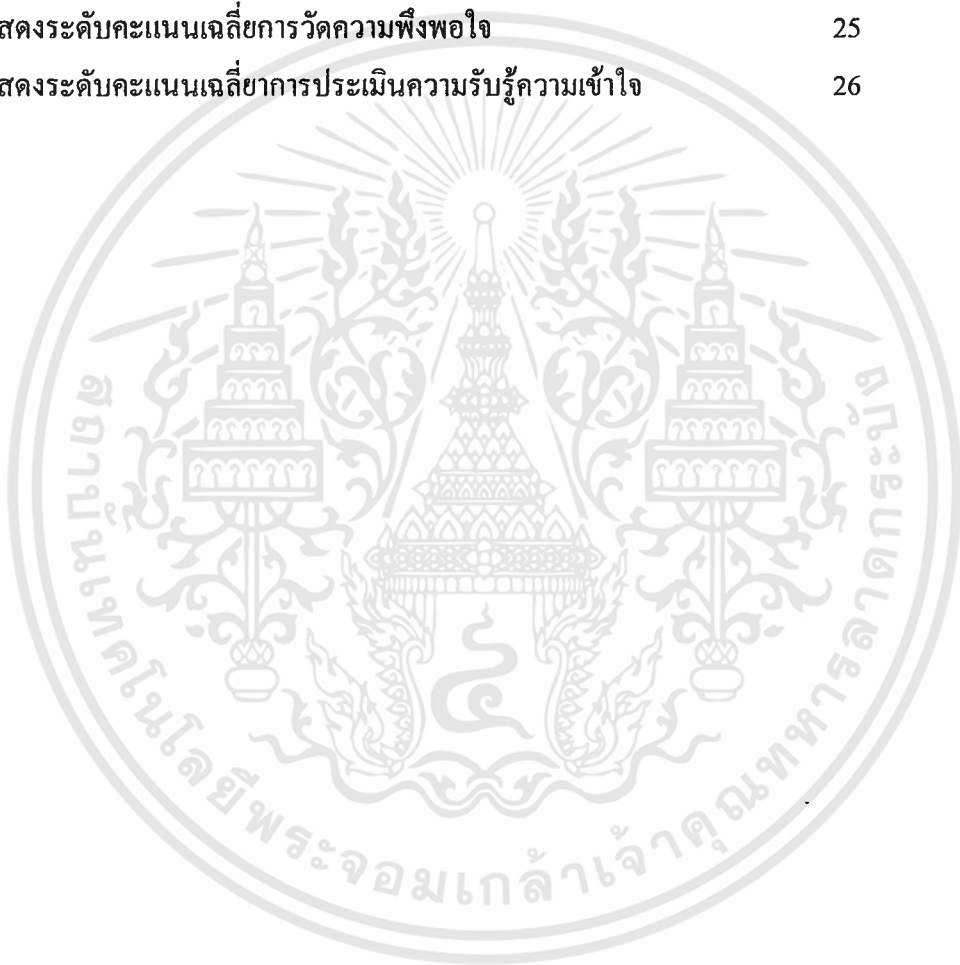 สดงระดับคะแนนเฉลี่ยการวัดความพึงพอใจ 25
สดงระดับคะแนนเฉลี่ยาการประเมินความรับรู้ความเข้าใจ 26
สถาบันเทคโนโลยีพระจอมเกล้าเจ้าคุณทหารลาดกระบัง